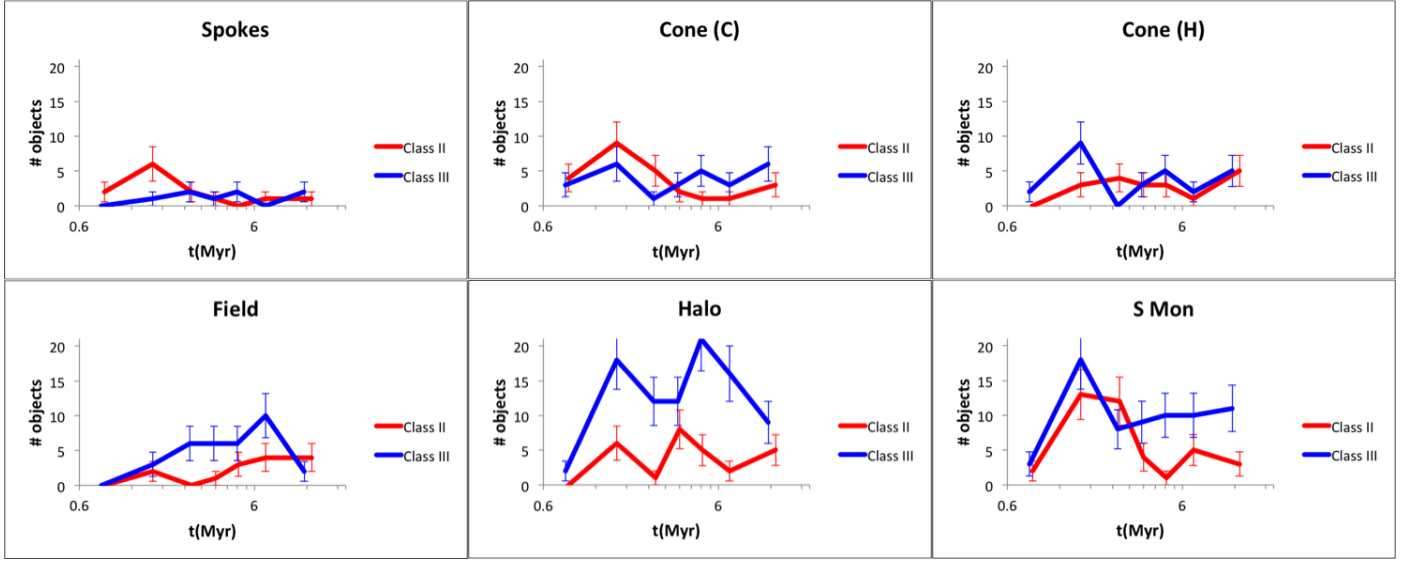 Spokes
20
15
10
5
0
# objects
0.6
6
t(Myr)
Class II
Class III
Cone (C)
20
15
10
5
0
# objects
0.6
6
t(Myr)
Class II
Class III
Cone (H)
20
15
10
5
0
# objects
0.6
6
t(Myr)
Class II
Class III
Field
20
15
10
5
0
# objects
0.6
6
t(Myr)
Class II
Class III
Halo
20
15
10
5
0
# objects
0.6
6
t(Myr)
Class II
Class III
S Mon
20
15
10
5
0
# objects
0.6
6
t(Myr)
Class II
Class III